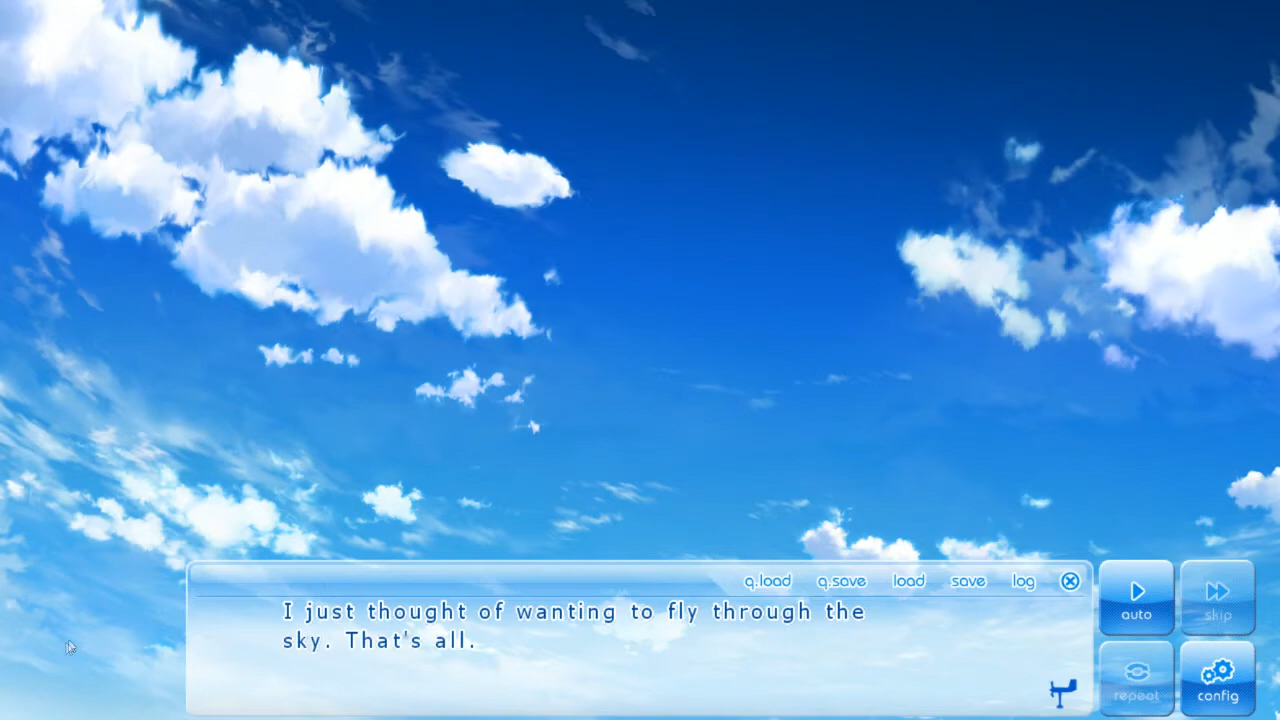 q.load q.save load save log
I just thought of wanting to fly through the
sky. That's all.
auto skip
repeat config